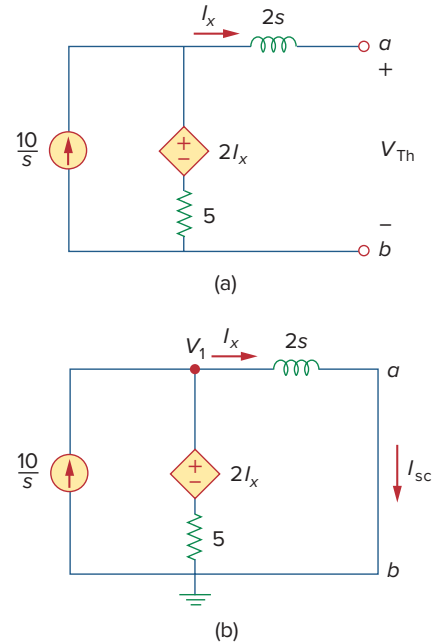 I_x 2s
a
+
10/s
+
−
2I_x
V_Th
5
−
b
(a)
V_1 I_x 2s
a
10/s
+
−
2I_x
I_sc
5
b
(b)